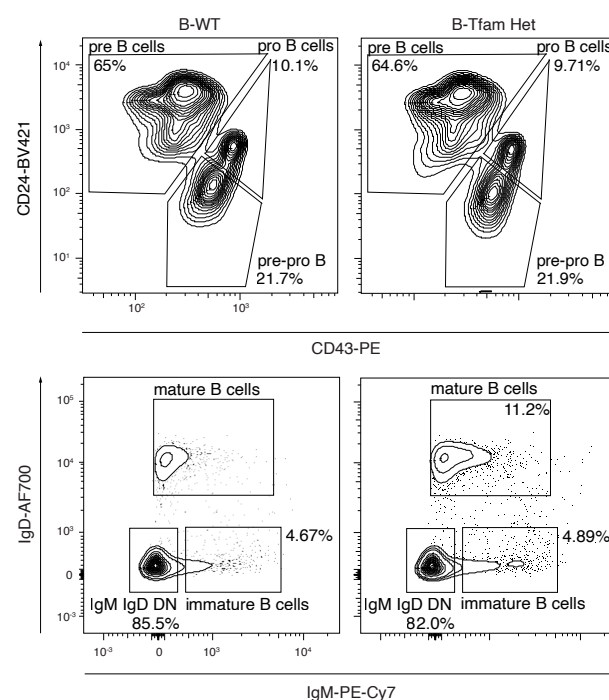 B-WT
B-Tfam Het
pre B cells
65%
pro B cells
10.1%
pre-pro B
21.7%
pre B cells
64.6%
pro B cells
9.71%
pre-pro B
21.9%
CD24-BV421
10⁴
10³
10²
10¹
10²
10³
CD43-PE
mature B cells
4.67%
IgM IgD DN
85.5%
immature B cells
mature B cells
11.2%
4.89%
IgM IgD DN
82.0%
immature B cells
IgD-AF700
10⁵
10⁴
10³
0
-10⁻³
-10⁻³
0
10³
10⁴
IgM-PE-Cy7